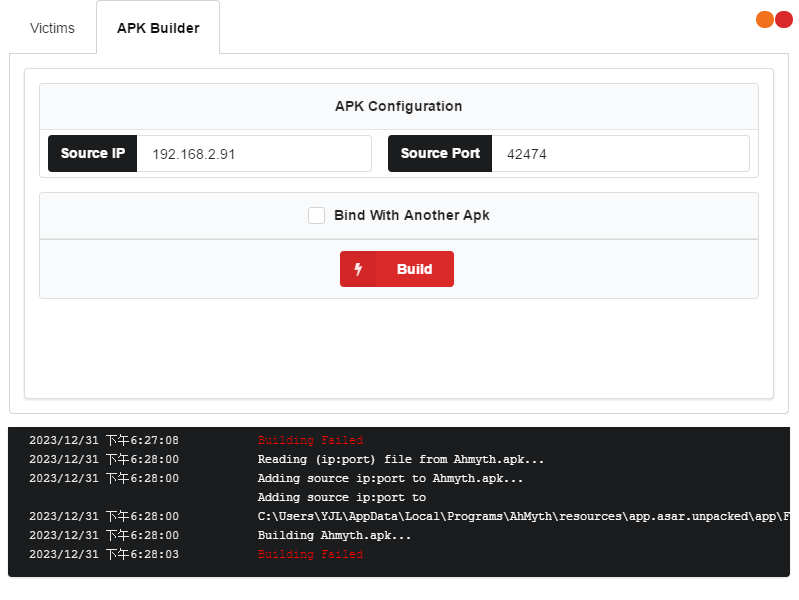 Victims
APK Builder
APK Configuration
Source IP 192.168.2.91 Source Port 42474
Bind With Another Apk
Build
2023/12/31 下午6:27:08 Building Failed
2023/12/31 下午6:28:00 Reading (ip:port) file from Ahmyth.apk...
2023/12/31 下午6:28:00 Adding source ip:port to Ahmyth.apk...
Adding source ip:port to
2023/12/31 下午6:28:00 C:\Users\YJL\AppData\Local\Programs\AhMyth\resources\app.asar.unpacked\app\F
2023/12/31 下午6:28:00 Building Ahmyth.apk...
2023/12/31 下午6:28:03 Building Failed